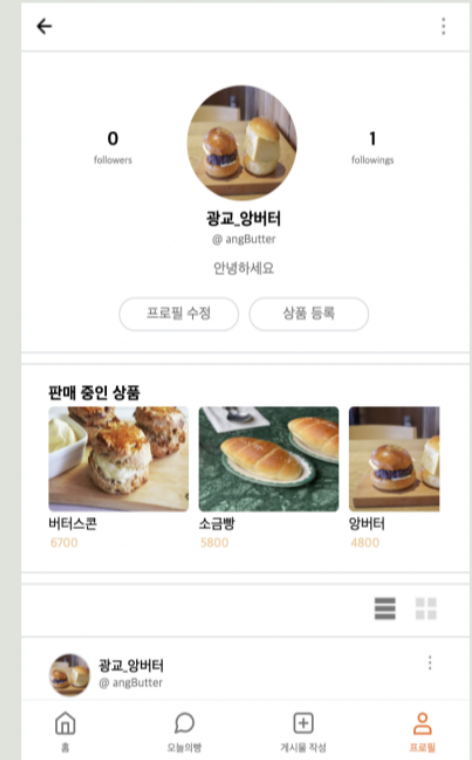 0
followers
1
followings
광교_앙버터
@ angButter
안녕하세요
프로필 수정
상품 등록
판매 중인 상품
버터스콘
6700
소금빵
5800
앙버터
4800
광교_앙버터
@ angButter
홈
오늘의빵
게시물 작성
프로필